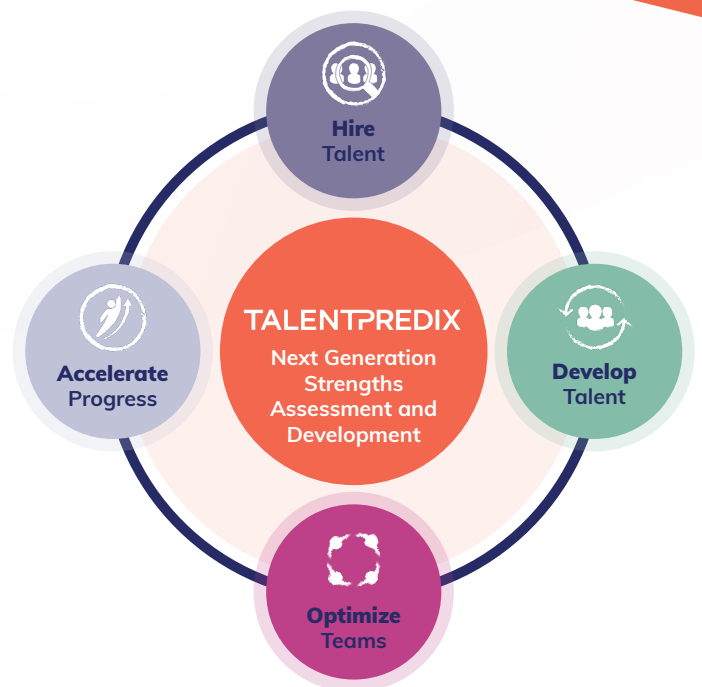 Hire
Talent
TALENTPREDIX
Next Generation
Strengths
Assessment and
Development
Accelerate
Progress
Develop
Talent
Optimize
Teams